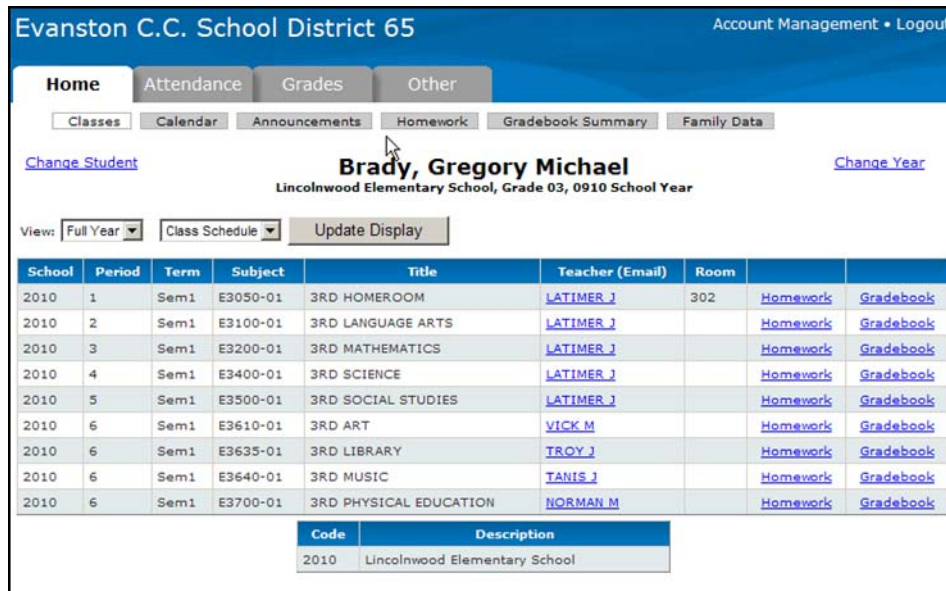 Evanston C.C. School District 65 Account Management • Logout
Home Attendance Grades Other
Classes Calendar Announcements Homework Gradebook Summary Family Data
Change Student Brady, Gregory Michael Change Year
Lincolnwood Elementary School, Grade 03, 0910 School Year
View: Full Year Class Schedule Update Display
School Period Term Subject Title Teacher (Email) Room
2010 1 Sem1 E3050-01 3RD HOMEROOM LATIMER J 302 Homework Gradebook
2010 2 Sem1 E3100-01 3RD LANGUAGE ARTS LATIMER J Homework Gradebook
2010 3 Sem1 E3200-01 3RD MATHEMATICS LATIMER J Homework Gradebook
2010 4 Sem1 E3400-01 3RD SCIENCE LATIMER J Homework Gradebook
2010 5 Sem1 E3500-01 3RD SOCIAL STUDIES LATIMER J Homework Gradebook
2010 6 Sem1 E3610-01 3RD ART VICK M Homework Gradebook
2010 6 Sem1 E3635-01 3RD LIBRARY TROY J Homework Gradebook
2010 6 Sem1 E3640-01 3RD MUSIC TANIS J Homework Gradebook
2010 6 Sem1 E3700-01 3RD PHYSICAL EDUCATION NORMAN M Homework Gradebook
Code Description
2010 Lincolnwood Elementary School